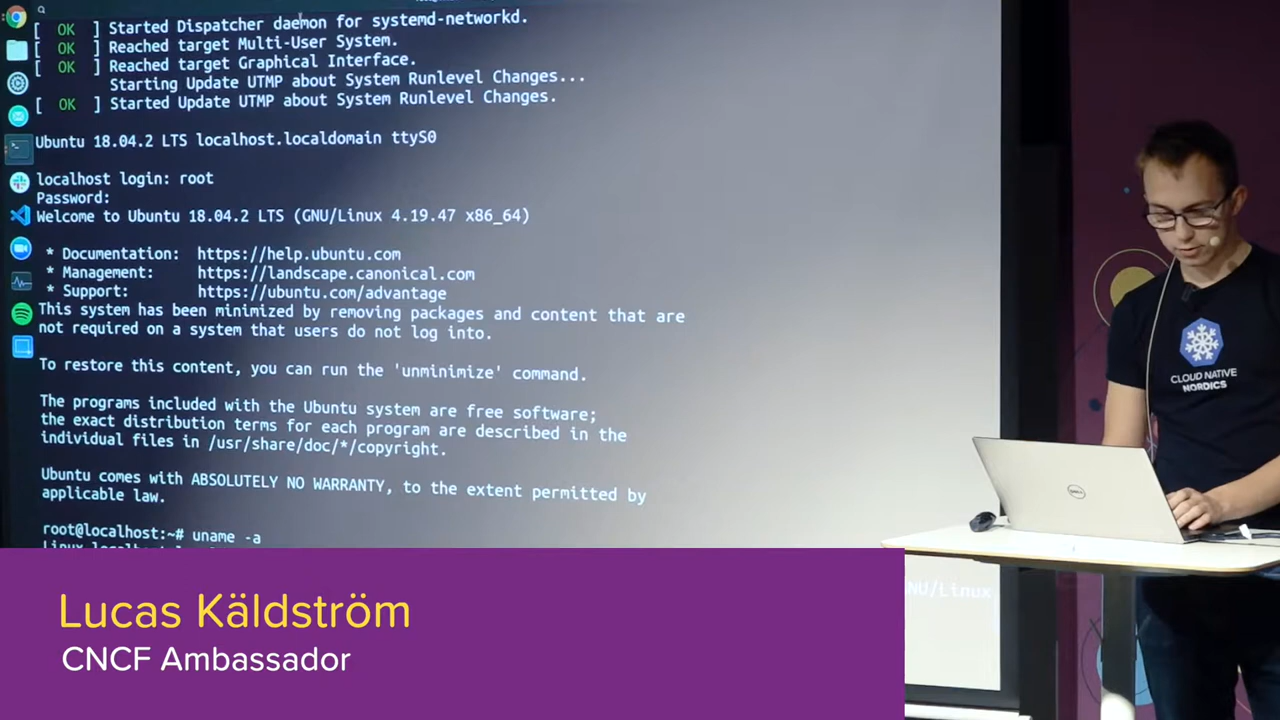 [ OK ] Started Dispatcher daemon for systemd-networkd.
[ OK ] Reached target Multi-User System.
[ OK ] Reached target Graphical Interface.
Starting Update UTMP about System Runlevel Changes...
[ OK ] Started Update UTMP about System Runlevel Changes.
Ubuntu 18.04.2 LTS localhost.localdomain ttyS0
localhost login: root
Password:
Welcome to Ubuntu 18.04.2 LTS (GNU/Linux 4.19.47 x86_64)
* Documentation: https://help.ubuntu.com
* Management: https://landscape.canonical.com
* Support: https://ubuntu.com/advantage
This system has been minimized by removing packages and content that are
not required on a system that users do not log into.
To restore this content, you can run the 'unminimize' command.
The programs included with the Ubuntu system are free software;
the exact distribution terms for each program are described in the
individual files in /usr/share/doc/*/copyright.
Ubuntu comes with ABSOLUTELY NO WARRANTY, to the extent permitted by
applicable law.
root@localhost:~# uname -a
NU/Linux
CLOUD NATIVE
NORDICS
DELL
Lucas Käldström
CNCF Ambassador